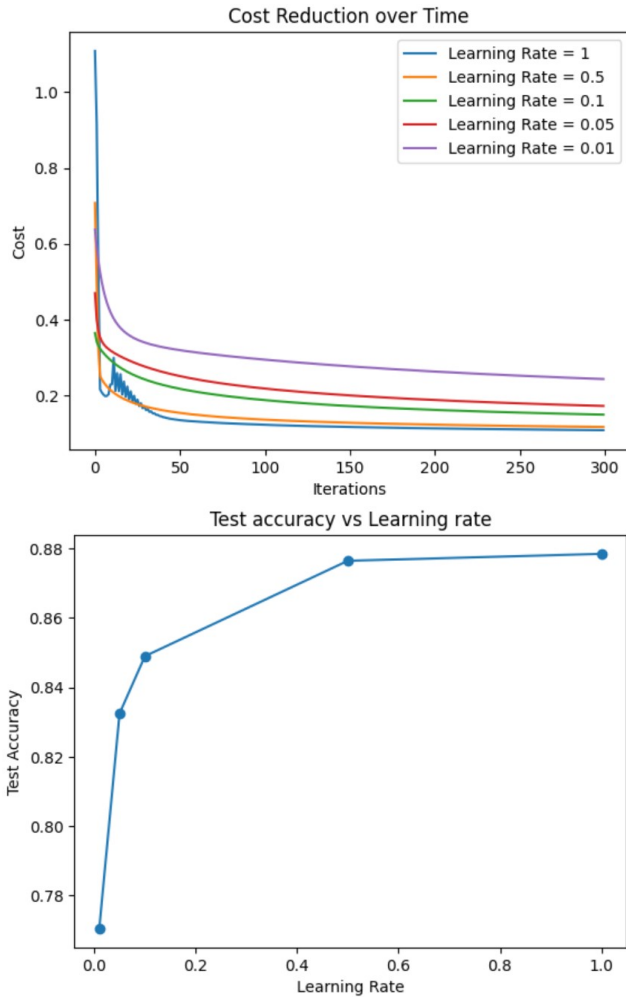 Cost Reduction over Time
Learning Rate = 1
Learning Rate = 0.5
Learning Rate = 0.1
Learning Rate = 0.05
Learning Rate = 0.01
Cost
1.0
0.8
0.6
0.4
0.2
0 50 100 150 200 250 300
Iterations
Test accuracy vs Learning rate
Test Accuracy
0.88
0.86
0.84
0.82
0.80
0.78
0.0 0.2 0.4 0.6 0.8 1.0
Learning Rate